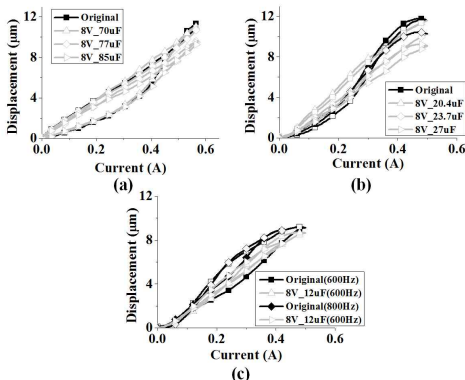 12
8
4
0
Displacement (μm)
Original
8V_70uF
8V_77uF
8V_85uF
0.0 0.2 0.4 0.6
Current (A)
(a)
12
8
4
0
Displacement (μm)
Original
8V_20.4uF
8V_23.7uF
8V_27uF
0.0 0.2 0.4 0.6
Current (A)
(b)
12
8
4
0
Displacement (μm)
Original(600Hz)
8V_12uF(600Hz)
Original(800Hz)
8V_12uF(600Hz)
0.0 0.2 0.4 0.6
Current (A)
(c)